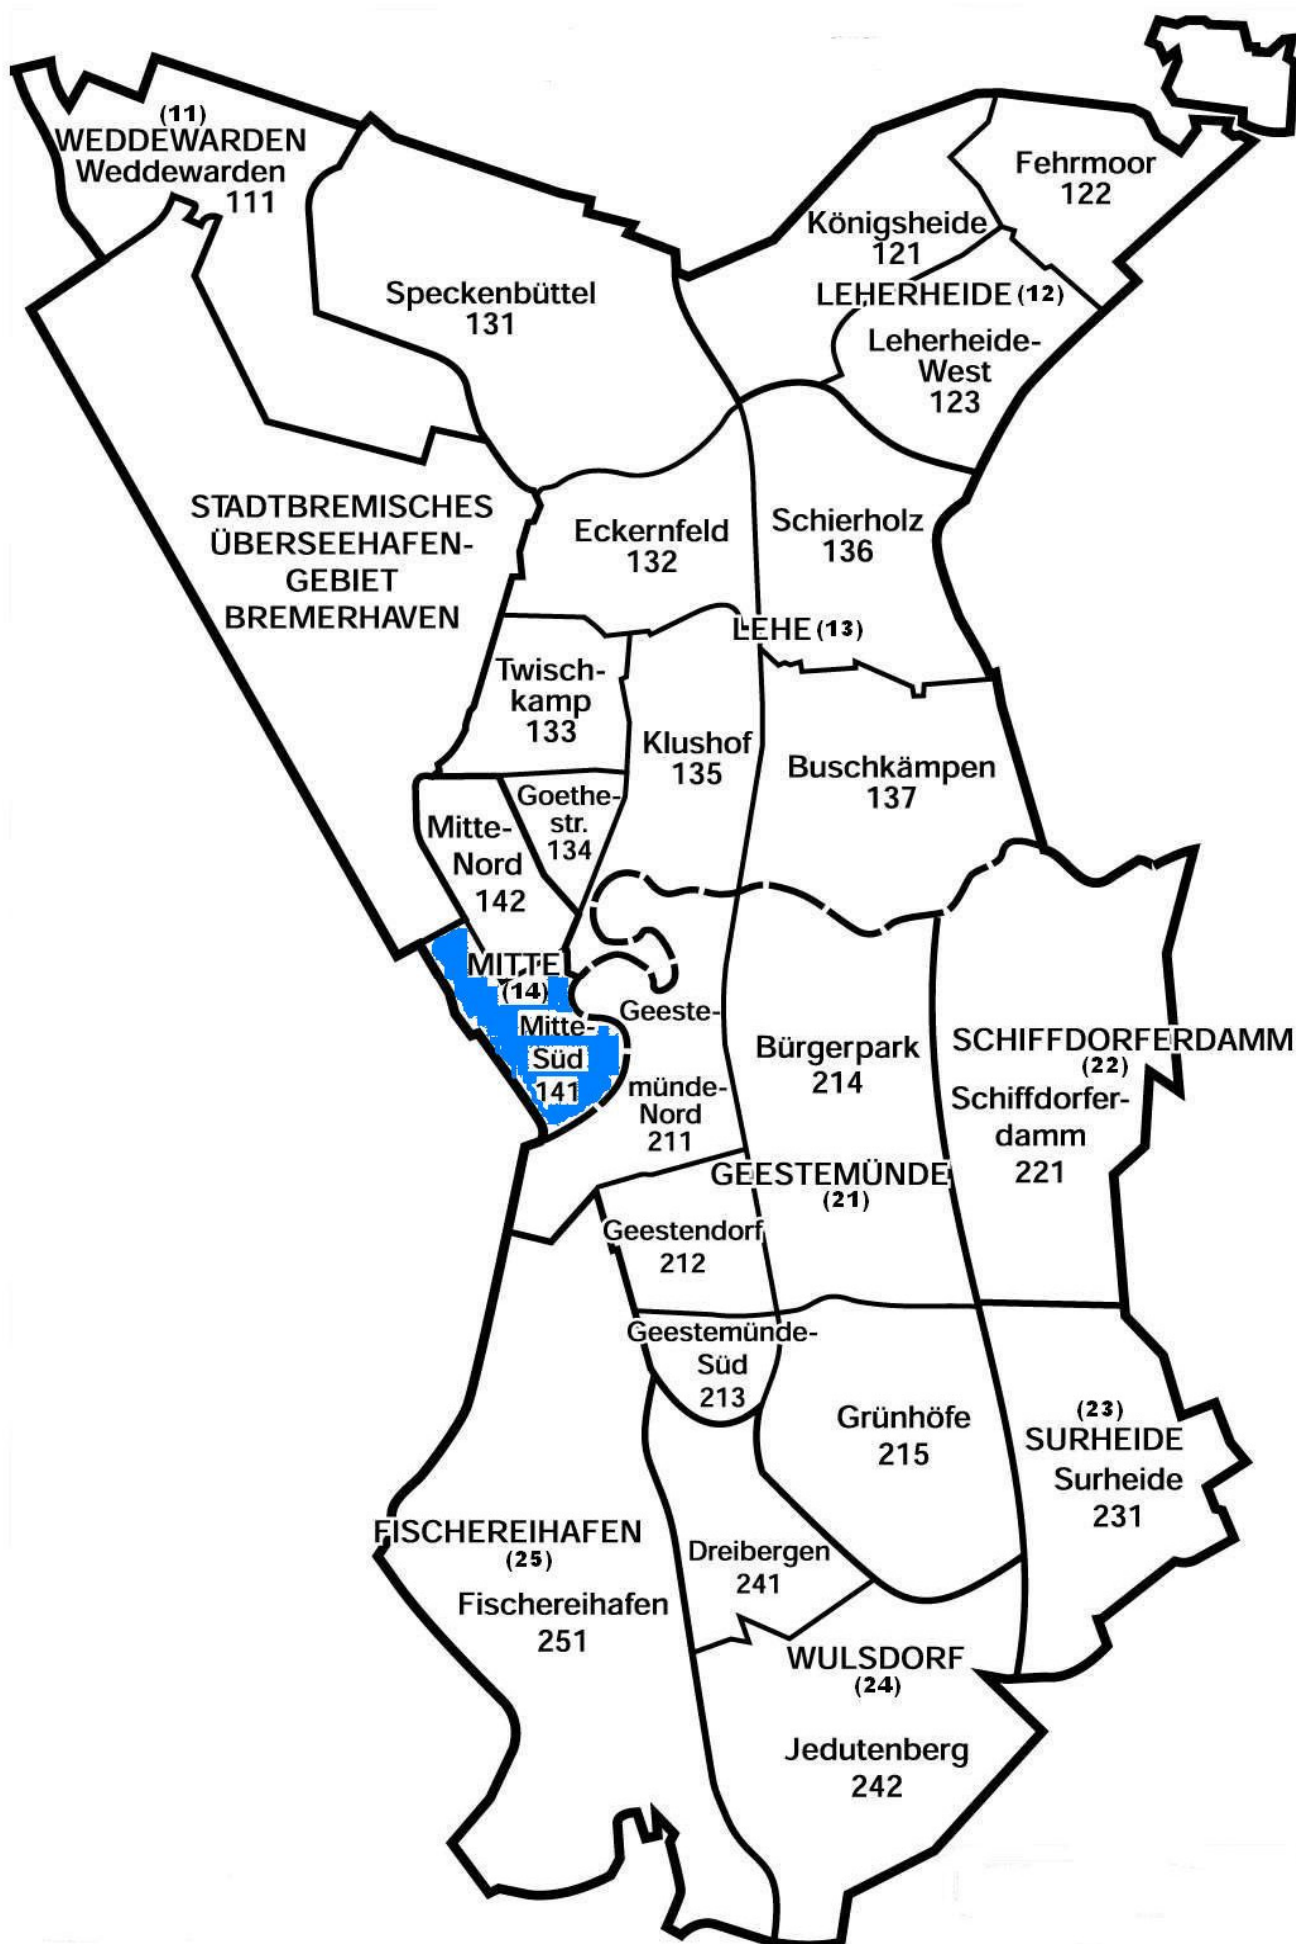 (11)
WEDDEWARDEN
Weddewarden
111
Fehrmoor
122
Königsheide
121
LEHERHEIDE (12)
Speckenbüttel
131
Leherheide-
West
123
STADTBREMISCHES
ÜBERSEEHAFEN-
GEBIET
BREMERHAVEN
Eckernfeld
132
Schierholz
136
LEHE (13)
Twisch-
kamp
133
Klushof
135
Buschkämpen
137
Goethe-
str.
134
Mitte-
Nord
142
MITTE
(14)
Mitte-
Süd
141
Geeste-
münde-
Nord
211
Bürgerpark
214
SCHIFFDORFERDAMM
(22)
Schiffdorfer-
damm
221
GEESTEMÜNDE
(21)
Geestendorf
212
Geestemünde-
Süd
213
Grünhöfe
215
(23)
SURHEIDE
Surheide
231
FISCHEREIHAFEN
(25)
Fischereihafen
251
Dreibergen
241
WULSDORF
(24)
Jedutenberg
242